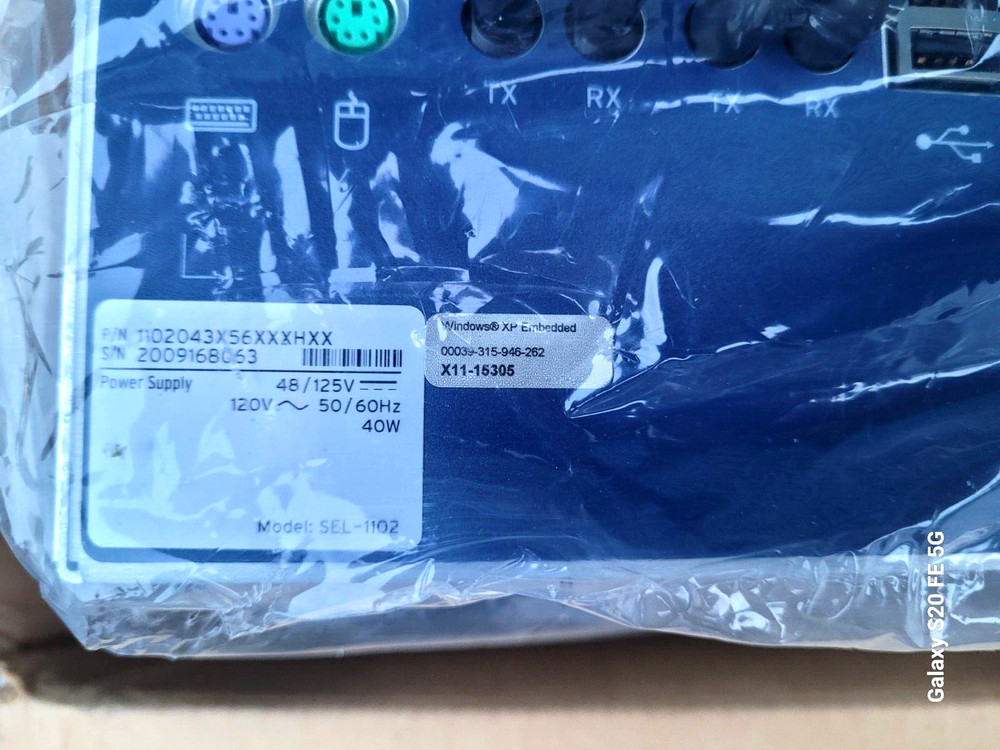 TX
RX
TX
RX
P/N 1102043X56XXXHXX
S/N 2009168063
Power Supply
48/125V
120V 50/60Hz
40W
Model: SEL-1102
Windows® XP Embedded
00039-315-946-262
X11-15305
Galaxy S20 FE 5G